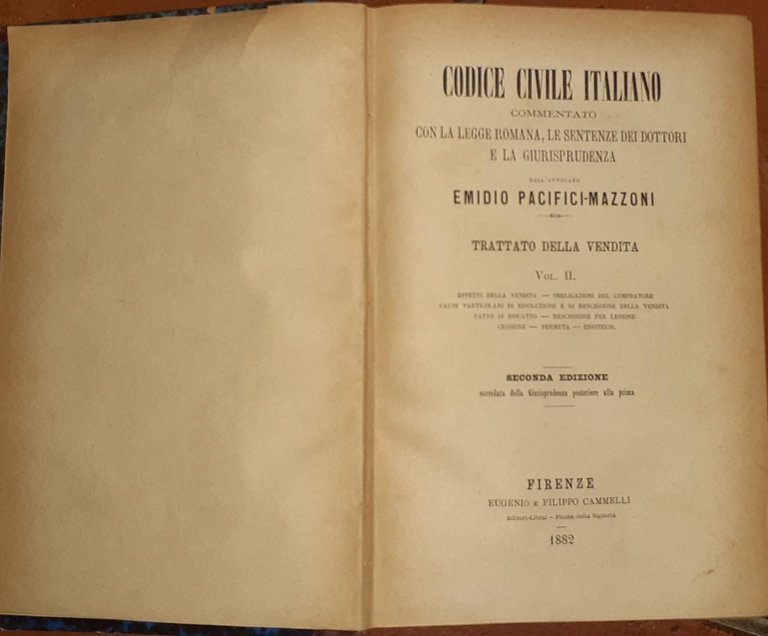 CODICE CIVILE ITALIANO
COMMENTATO
CON LA LEGGE ROMANA, LE SENTENZE DEI DOTTORI
E LA GIURISPRUDENZA
DALL'AVVOCATO
EMIDIO PACIFICI-MAZZONI
TRATTATO DELLA VENDITA
VOL. II.
EFFETTI DELLA VENDITA — OBBLIGAZIONI DEL COMPRATORE
CAUSE PARTICOLARI DI RISOLUZIONE E DI RESCISSIONE DELLA VENDITA
PATTO DI RISCATTO — RESCISSIONE PER LESIONE
CESSIONE — PERMUTA — ENFITEUSI.
SECONDA EDIZIONE
corredata della Giurisprudenza posteriore alla prima
FIRENZE
EUGENIO E FILIPPO CAMMELLI
Editori-Librai – Piazza della Signoria
1882